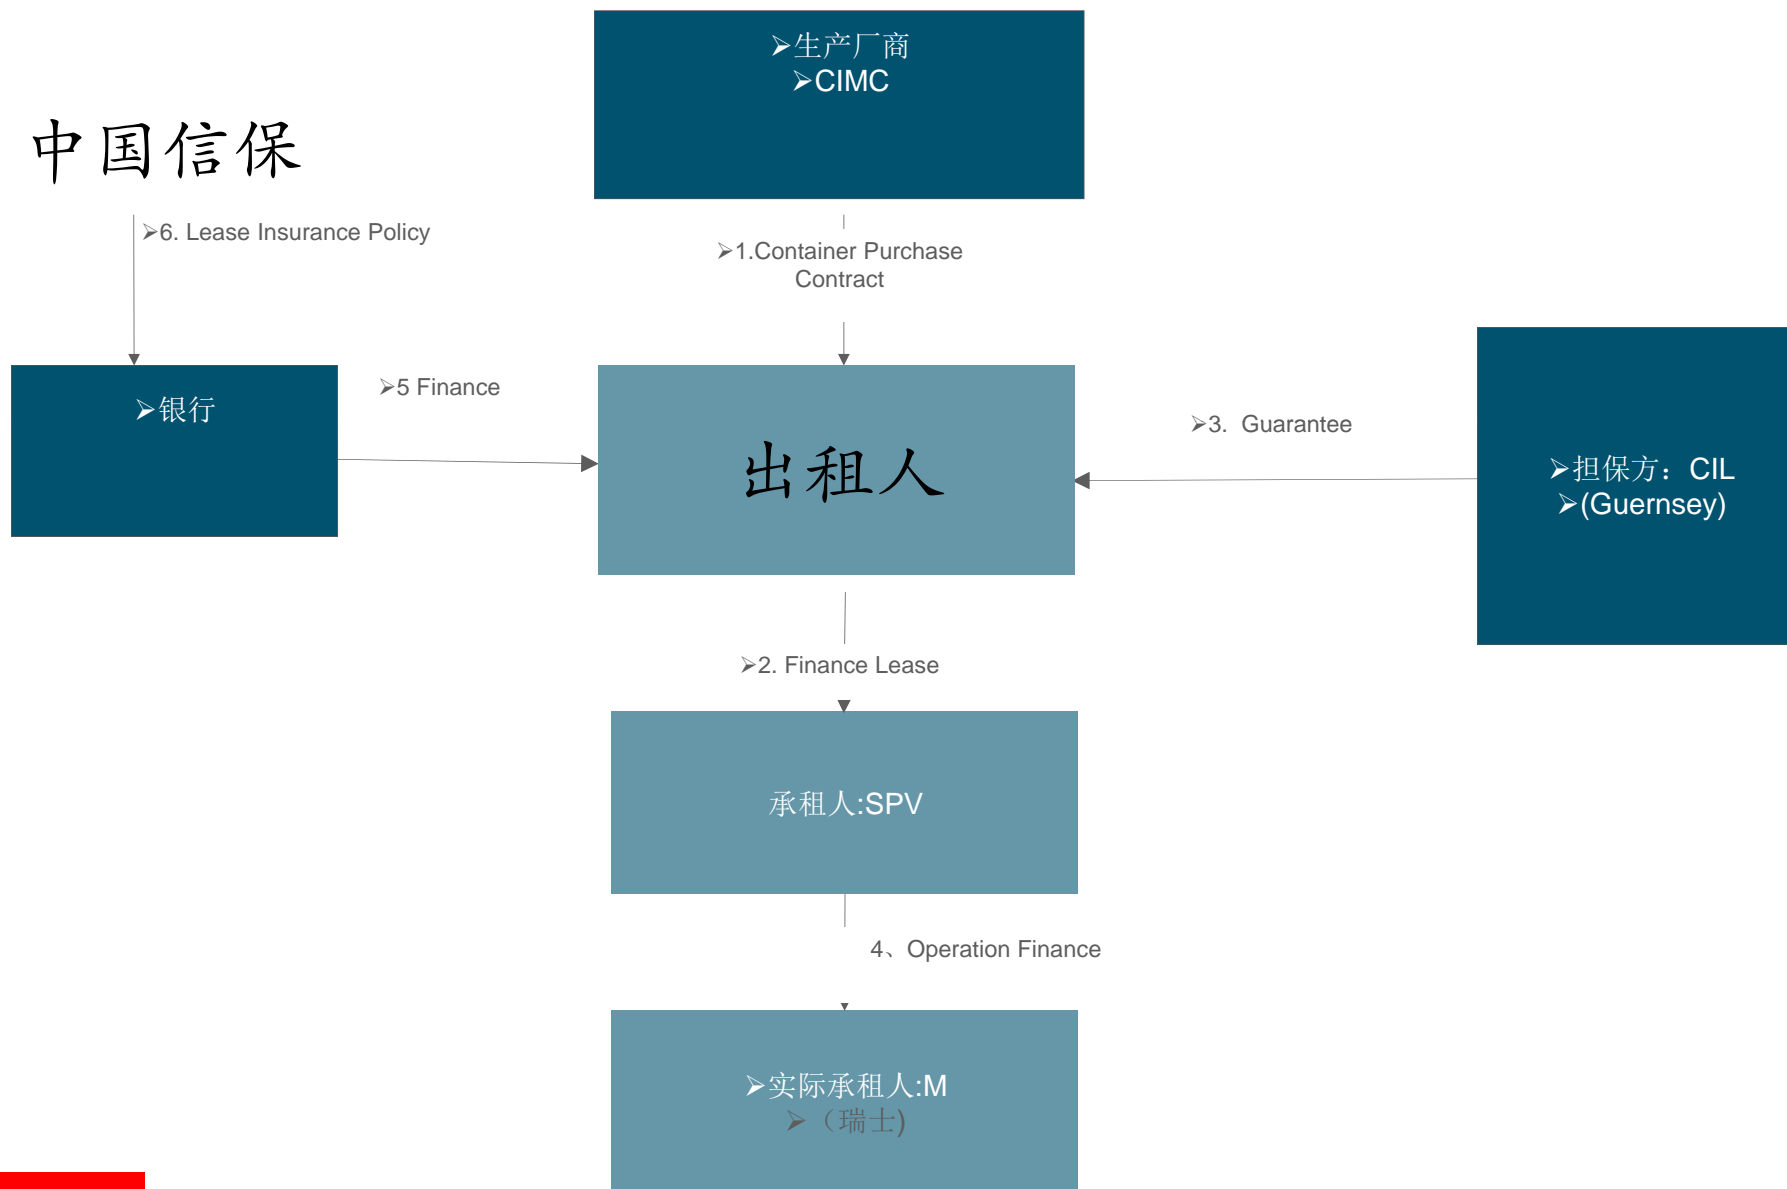 ➢生产厂商
➢CIMC
中国信保
➢6. Lease Insurance Policy
➢1.Container Purchase
Contract
➢银行
➢5 Finance
出租人
➢3. Guarantee
➢担保方：CIL
➢(Guernsey)
➢2. Finance Lease
承租人:SPV
4、Operation Finance
➢实际承租人:M
➢（瑞士)